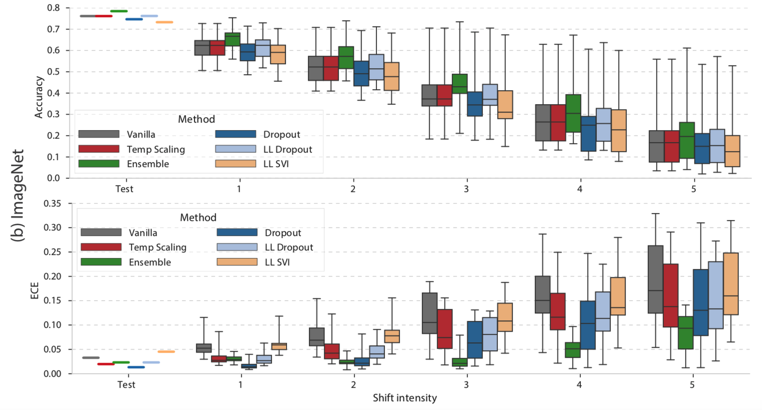 (b) ImageNet
Accuracy
0.8
0.7
0.6
0.5
0.4
0.3
0.2
0.1
0.0
Method
Vanilla
Temp Scaling
Ensemble
Dropout
LL Dropout
LL SVI
Test 1 2 3 4 5
ECE
0.35
0.30
0.25
0.20
0.15
0.10
0.05
0.00
Method
Vanilla
Temp Scaling
Ensemble
Dropout
LL Dropout
LL SVI
Test 1 2 3 4 5
Shift intensity